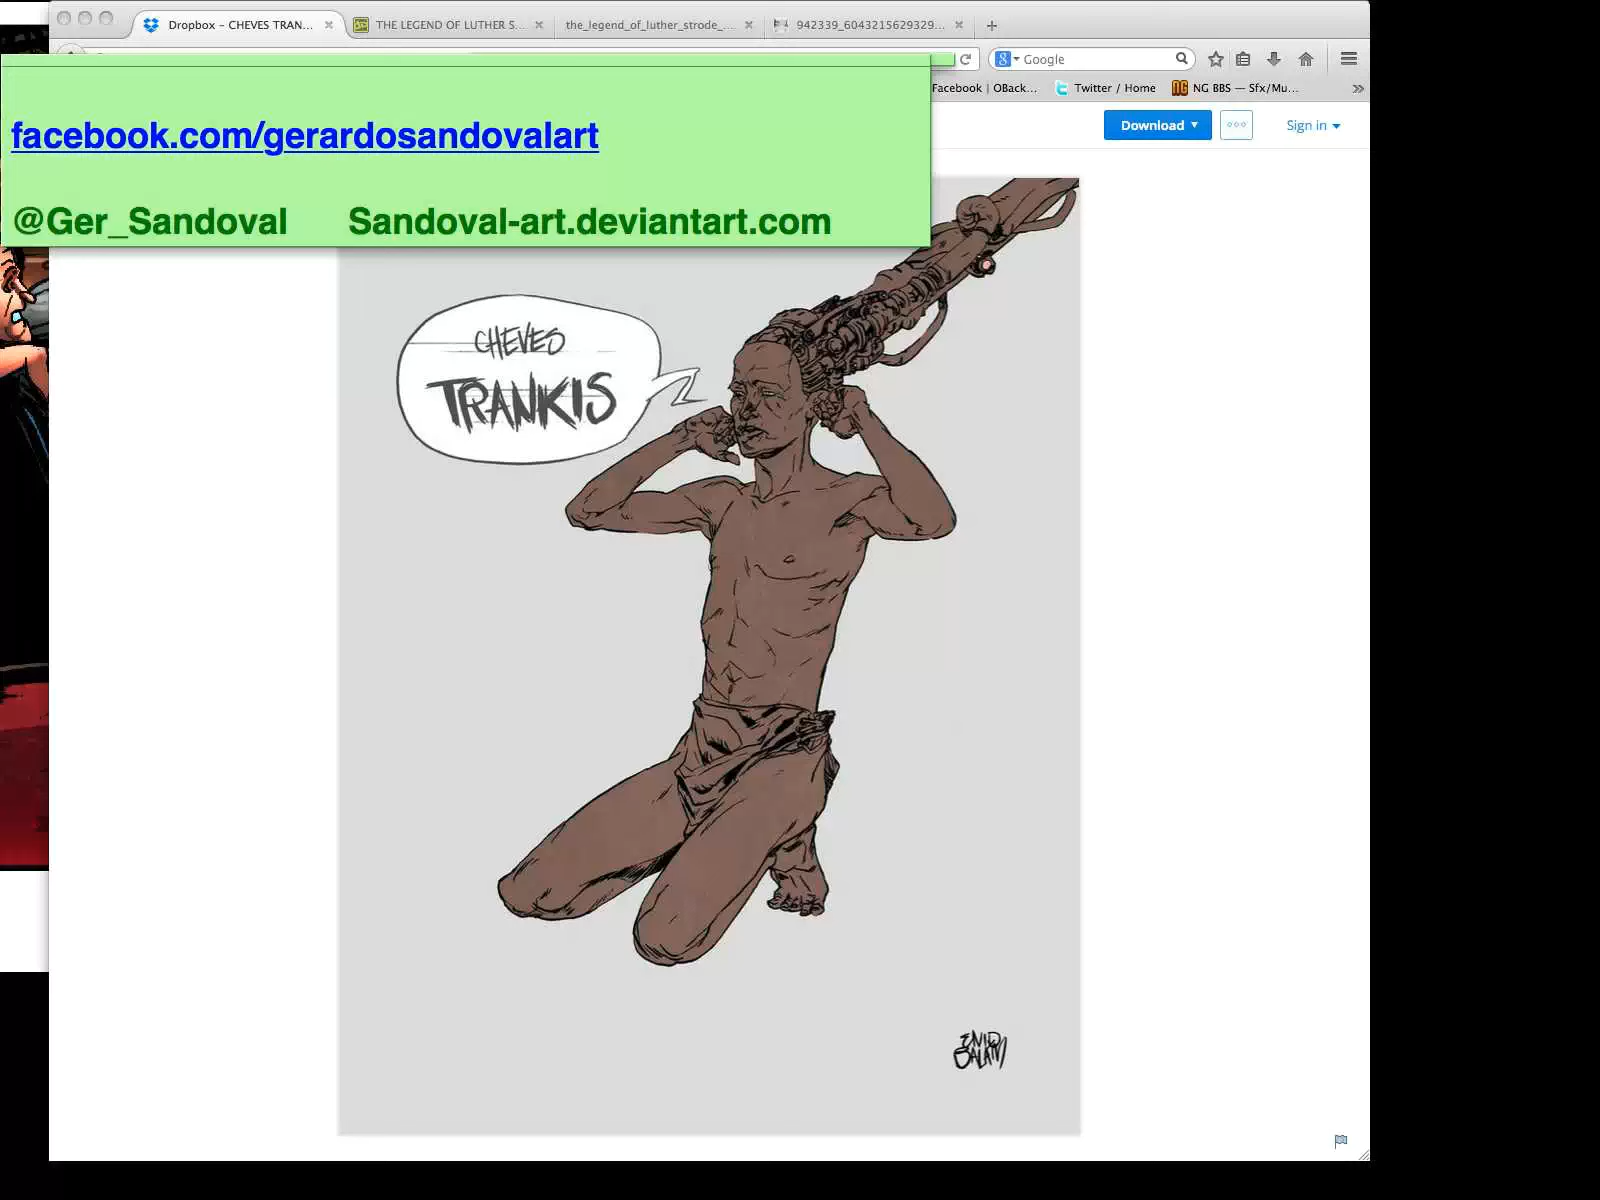 Dropbox – CHEVES TRAN...
THE LEGEND OF LUTHER S...
the_legend_of_luther_strode_...
942339_6043215629329...
Google
Facebook | OBack...
Twitter / Home
NG BBS — Sfx/Mu...
Download
Sign in
facebook.com/gerardosandovalart
@Ger_Sandoval Sandoval-art.deviantart.com
CHEVES
TRANKIS